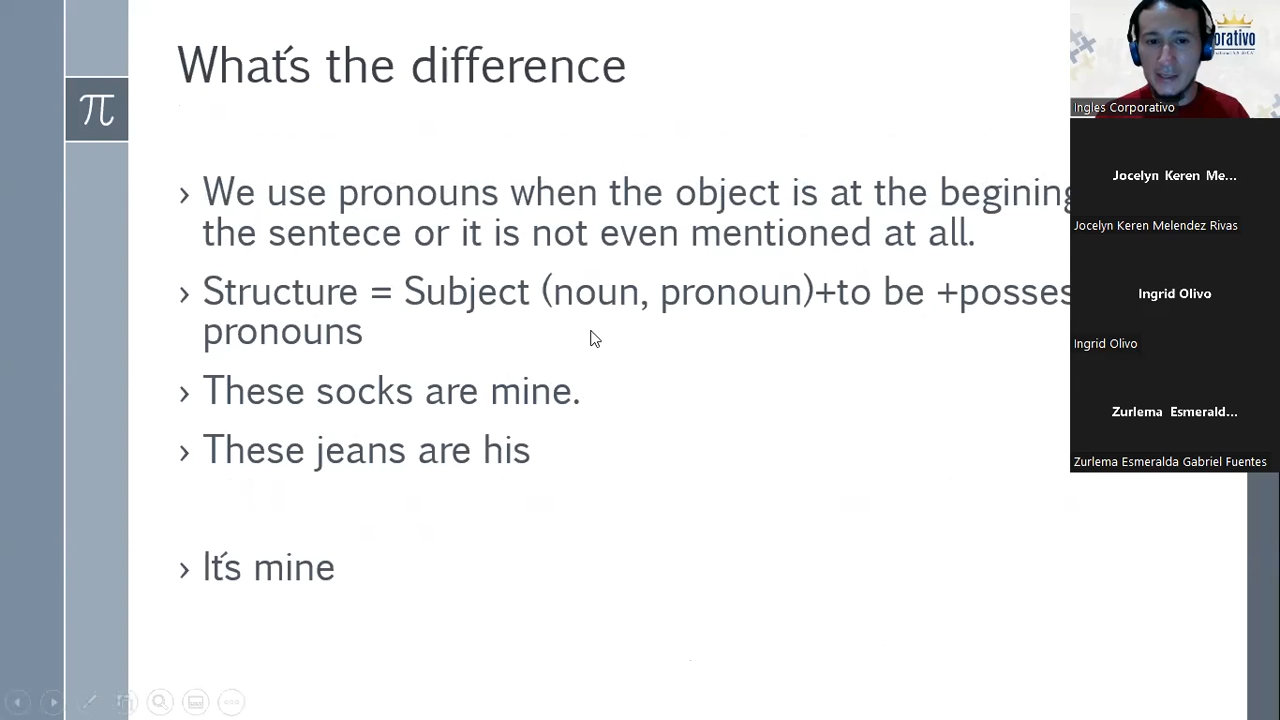 What´s the difference
π
› We use pronouns when the object is at the begining
the sentece or it is not even mentioned at all.
› Structure = Subject (noun, pronoun)+to be +posses
pronouns
› These socks are mine.
› These jeans are his
› It´s mine
orativo
Ingles Corporativo
Jocelyn Keren Me...
Jocelyn Keren Melendez Rivas
Ingrid Olivo
Ingrid Olivo
Zurlema Esmerald...
Zurlema Esmeralda Gabriel Fuentes